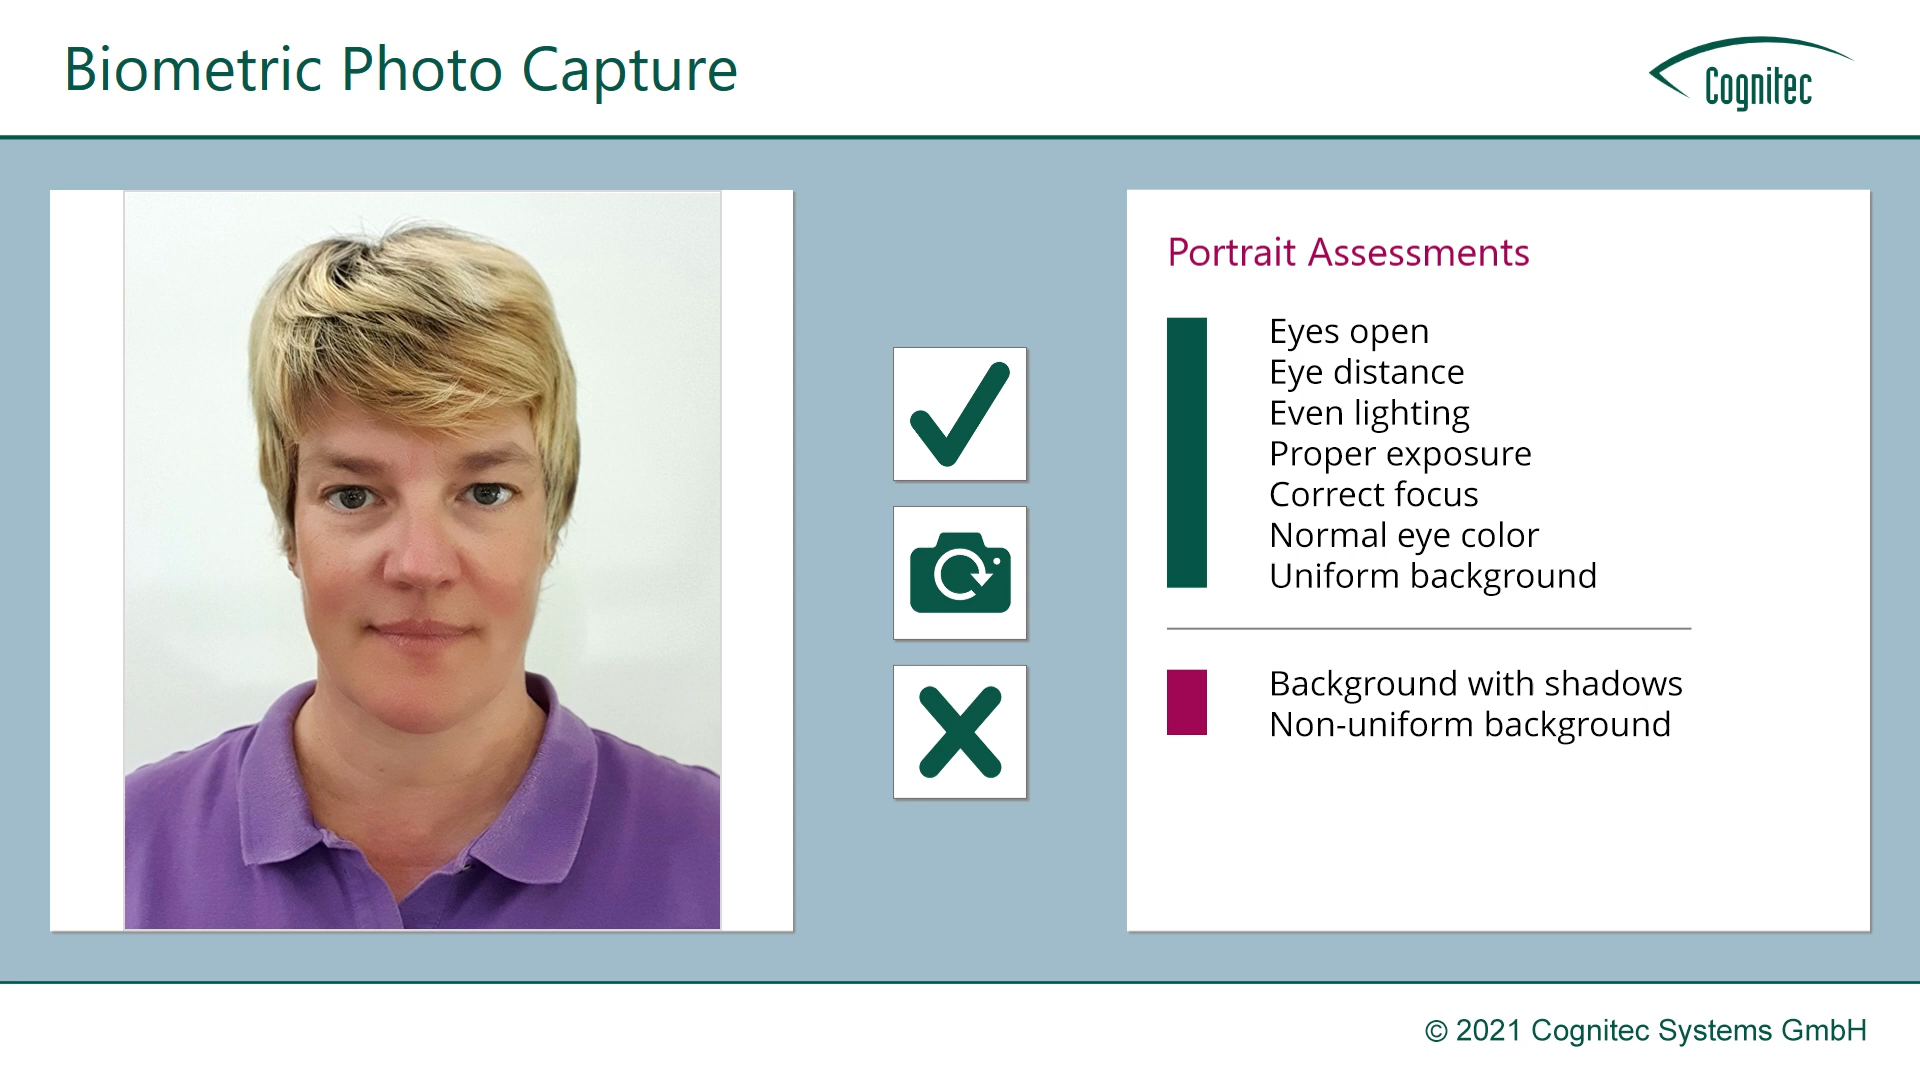 Biometric Photo Capture
Cognitec
Portrait Assessments
Eyes open
Eye distance
Even lighting
Proper exposure
Correct focus
Normal eye color
Uniform background
Background with shadows
Non-uniform background
© 2021 Cognitec Systems GmbH